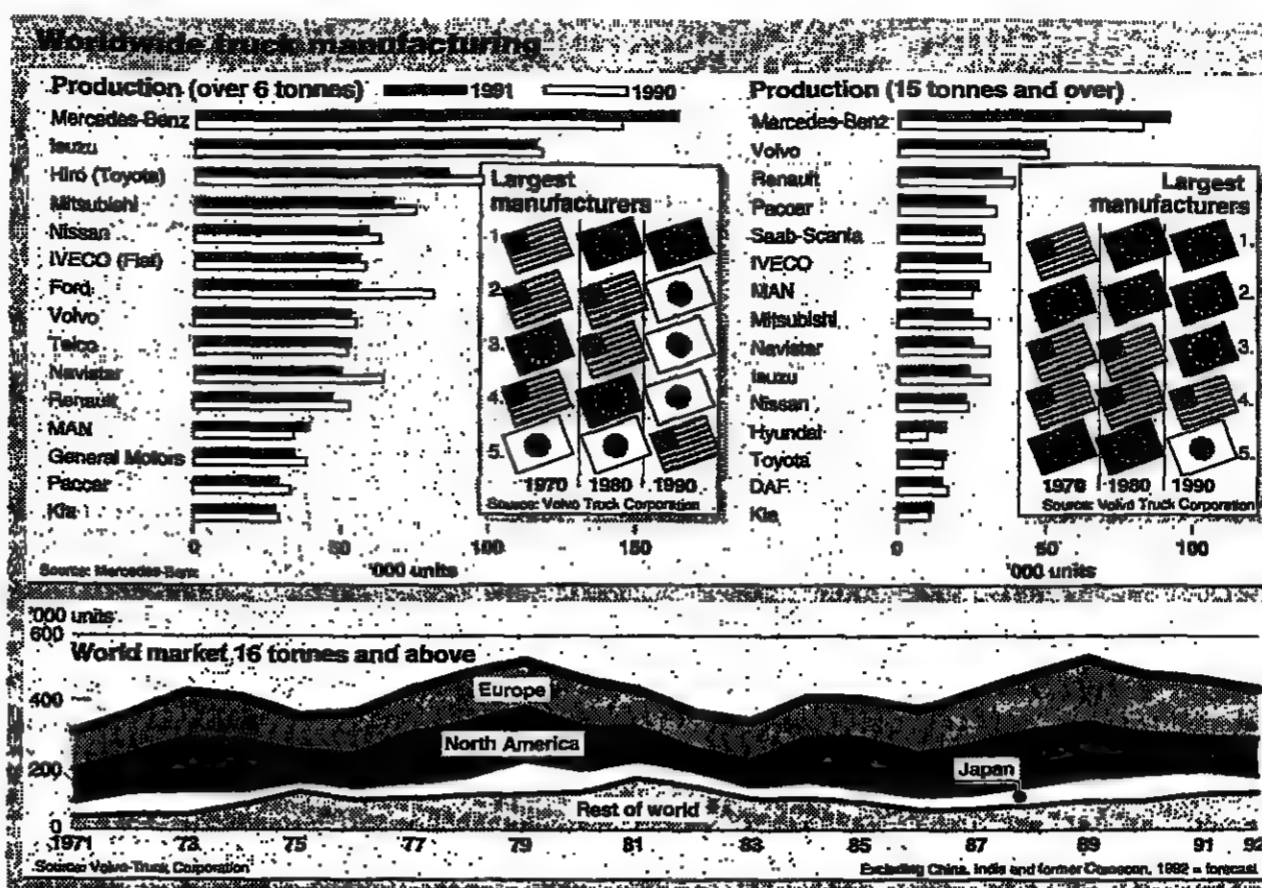 Worldwide truck manufacturing
Production (over 6 tonnes) 1991 1990
Mercedes-Benz
Isuzu
Hino (Toyota)
Mitsubishi
Nissan
IVECO (Fiat)
Ford
Volvo
Telco
Navistar
Renault
MAN
General Motors
Paccar
Kia
0 50 100 150
'000 units
Source: Mercedes-Benz
Largest
manufacturers
1.
2.
3.
4.
5.
1970 1980 1990
Source: Volvo Truck Corporation
Production (15 tonnes and over)
Mercedes-Benz
Volvo
Renault
Paccar
Saab-Scania
IVECO
MAN
Mitsubishi
Navistar
Isuzu
Nissan
Hyundai
Toyota
DAF
Kia
0 50 100
'000 units
Largest
manufacturers
1.
2.
3.
4.
5.
1980 1990
Source: Volvo Truck Corporation
'000 units
600
400
200
0
World market 16 tonnes and above
Europe
North America
Japan
Rest of world
1971 73 75 77 79 81 83 85 87 89 91 92
Source: Volvo Truck Corporation
Excluding China, India and former Comecon, 1992 = forecast